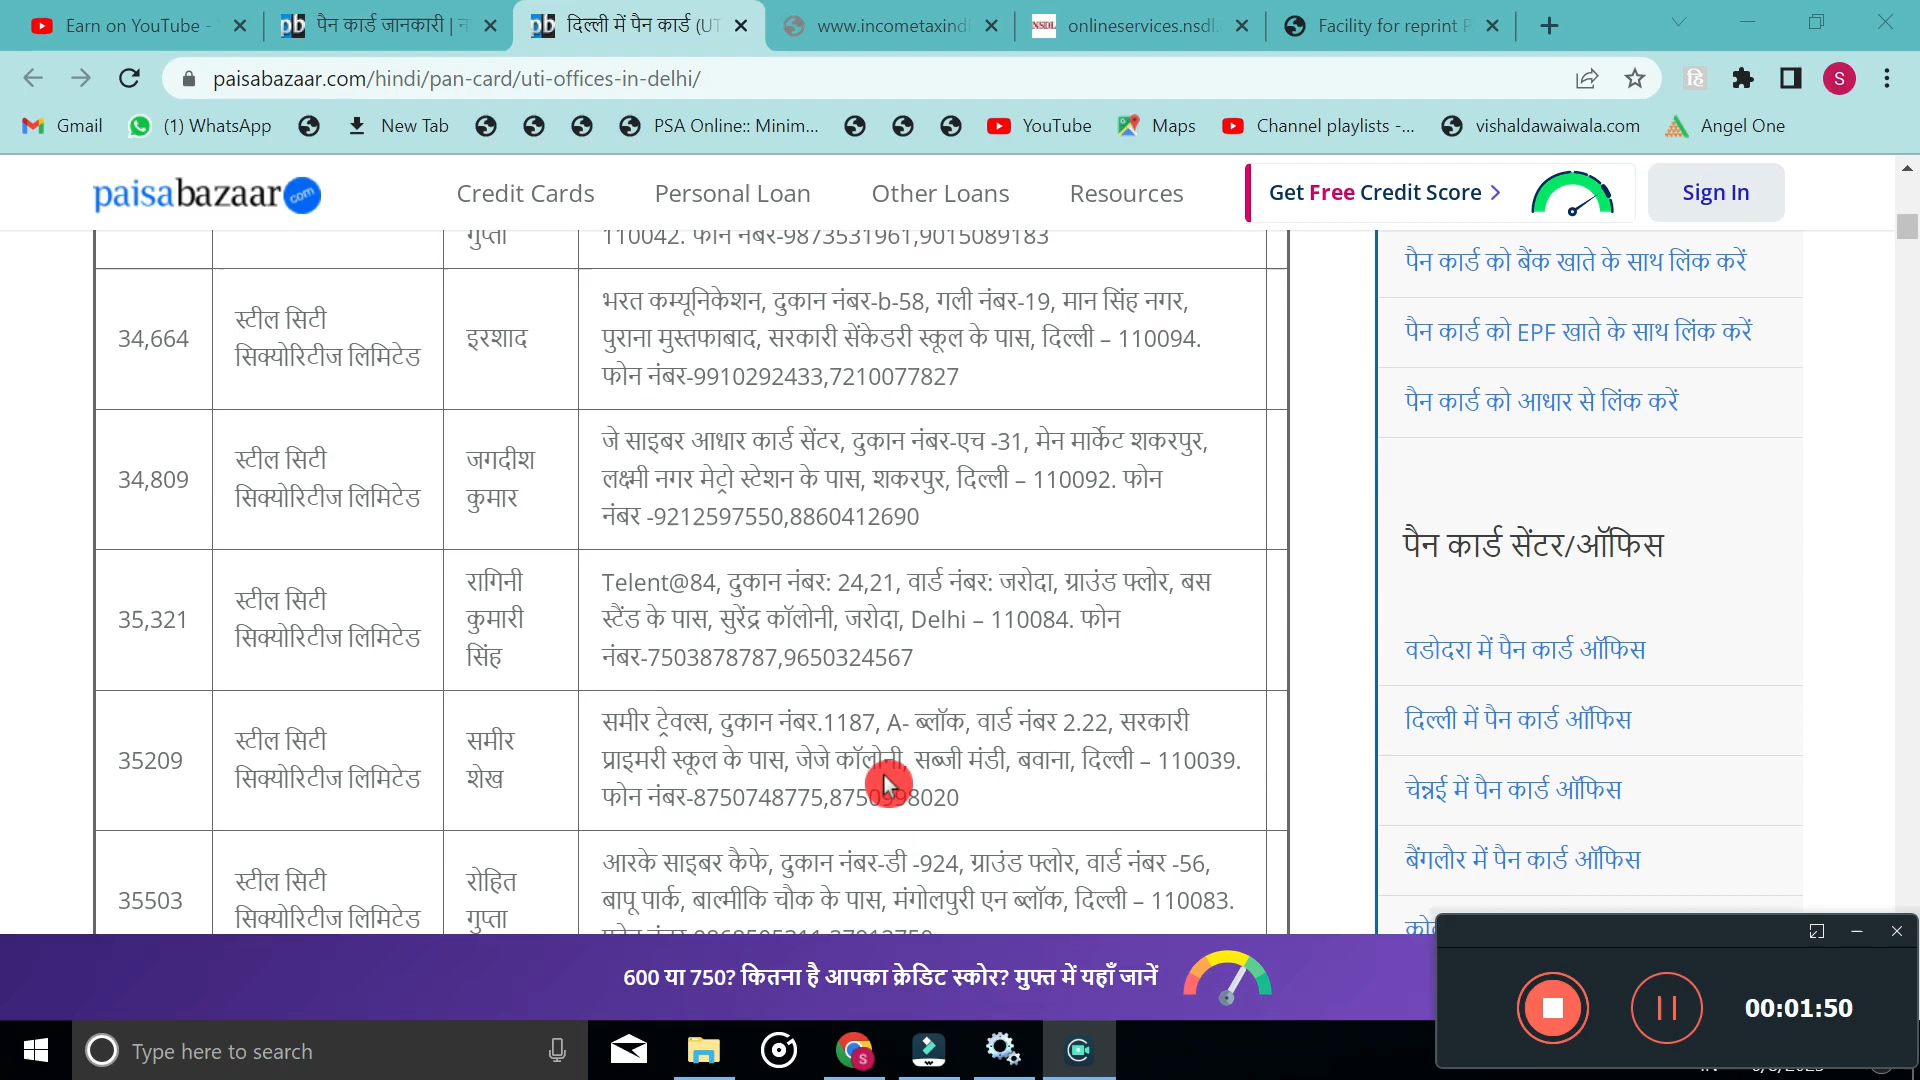 Earn on YouTube -
पैन कार्ड जानकारी |
दिल्ली में पैन कार्ड (UT
www.incometaxindi
NSDL
onlineservices.nsdl.
Facility for reprint P
paisabazaar.com/hindi/pan-card/uti-offices-in-delhi/
हि
S
Gmail
(1) WhatsApp
New Tab
PSA Online:: Minim...
YouTube
Maps
Channel playlists -...
vishaldawaiwala.com
Angel One
paisabazaar.com
Credit Cards
Personal Loan
Other Loans
Resources
Get Free Credit Score >
Sign In
गुप्ता
110042. फोन नंबर-9873531961,9015089183
34,664
स्टील सिटी
सिक्योरिटीज लिमिटेड
इरशाद
भरत कम्यूनिकेशन, दुकान नंबर-b-58, गली नंबर-19, मान सिंह नगर,
पुराना मुस्तफाबाद, सरकारी सेंकेडरी स्कूल के पास, दिल्ली – 110094.
फोन नंबर-9910292433,7210077827
34,809
स्टील सिटी
सिक्योरिटीज लिमिटेड
जगदीश
कुमार
जे साइबर आधार कार्ड सेंटर, दुकान नंबर-एच -31, मेन मार्केट शकरपुर,
लक्ष्मी नगर मेट्रो स्टेशन के पास, शकरपुर, दिल्ली – 110092. फोन
नंबर -9212597550,8860412690
35,321
स्टील सिटी
सिक्योरिटीज लिमिटेड
रागिनी
कुमारी
सिंह
Telent@84, दुकान नंबर: 24,21, वार्ड नंबर: जरोदा, ग्राउंड फ्लोर, बस
स्टैंड के पास, सुरेंद्र कॉलोनी, जरोदा, Delhi – 110084. फोन
नंबर-7503878787,9650324567
35209
स्टील सिटी
सिक्योरिटीज लिमिटेड
समीर
शेख
समीर ट्रेवल्स, दुकान नंबर.1187, A- ब्लॉक, वार्ड नंबर 2.22, सरकारी
प्राइमरी स्कूल के पास, जेजे कॉलोनी, सब्जी मंडी, बवाना, दिल्ली – 110039.
फोन नंबर-8750748775,8750998020
35503
स्टील सिटी
सिक्योरिटीज लिमिटेड
रोहित
गुप्ता
आरके साइबर कैफे, दुकान नंबर-डी -924, ग्राउंड फ्लोर, वार्ड नंबर -56,
बापू पार्क, बाल्मीकि चौक के पास, मंगोलपुरी एन ब्लॉक, दिल्ली – 110083.
पैन कार्ड को बैंक खाते के साथ लिंक करें
पैन कार्ड को EPF खाते के साथ लिंक करें
पैन कार्ड को आधार से लिंक करें
पैन कार्ड सेंटर/ऑफिस
वडोदरा में पैन कार्ड ऑफिस
दिल्ली में पैन कार्ड ऑफिस
चेन्नई में पैन कार्ड ऑफिस
बैंगलौर में पैन कार्ड ऑफिस
600 या 750? कितना है आपका क्रेडिट स्कोर? मुफ्त में यहाँ जानें
00:01:50
Type here to search